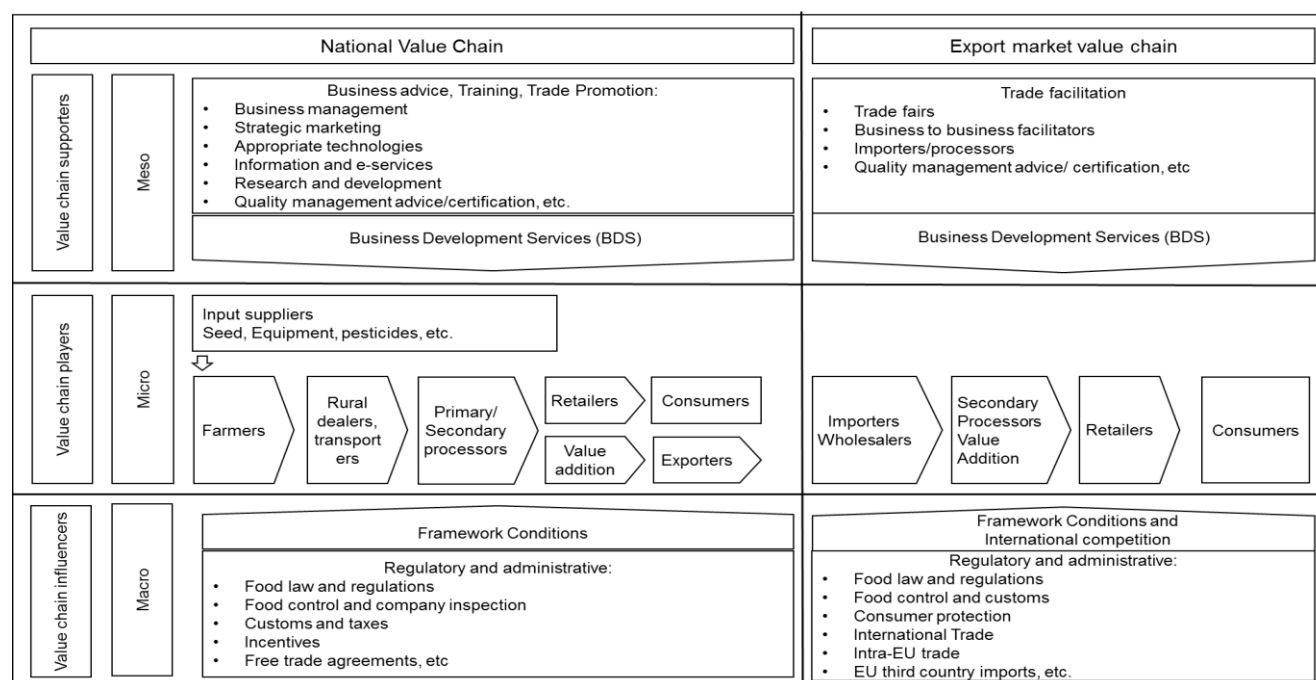 National Value Chain
Export market value chain
Value chain supporters
Meso
Business advice, Training, Trade Promotion:
• Business management
• Strategic marketing
• Appropriate technologies
• Information and e-services
• Research and development
• Quality management advice/certification, etc.
Business Development Services (BDS)
Trade facilitation
• Trade fairs
• Business to business facilitators
• Importers/processors
• Quality management advice/ certification, etc
Business Development Services (BDS)
Value chain players
Micro
Input suppliers
Seed, Equipment, pesticides, etc.
Farmers
Rural
dealers,
transport
ers
Primary/
Secondary
processors
Retailers
Consumers
Value
addition
Exporters
Importers
Wholesalers
Secondary
Processors
Value
Addition
Retailers
Consumers
Value chain influencers
Macro
Framework Conditions
Regulatory and administrative:
• Food law and regulations
• Food control and company inspection
• Customs and taxes
• Incentives
• Free trade agreements, etc
Framework Conditions and
International competition
Regulatory and administrative:
• Food law and regulations
• Food control and customs
• Consumer protection
• International Trade
• Intra-EU trade
• EU third country imports, etc.